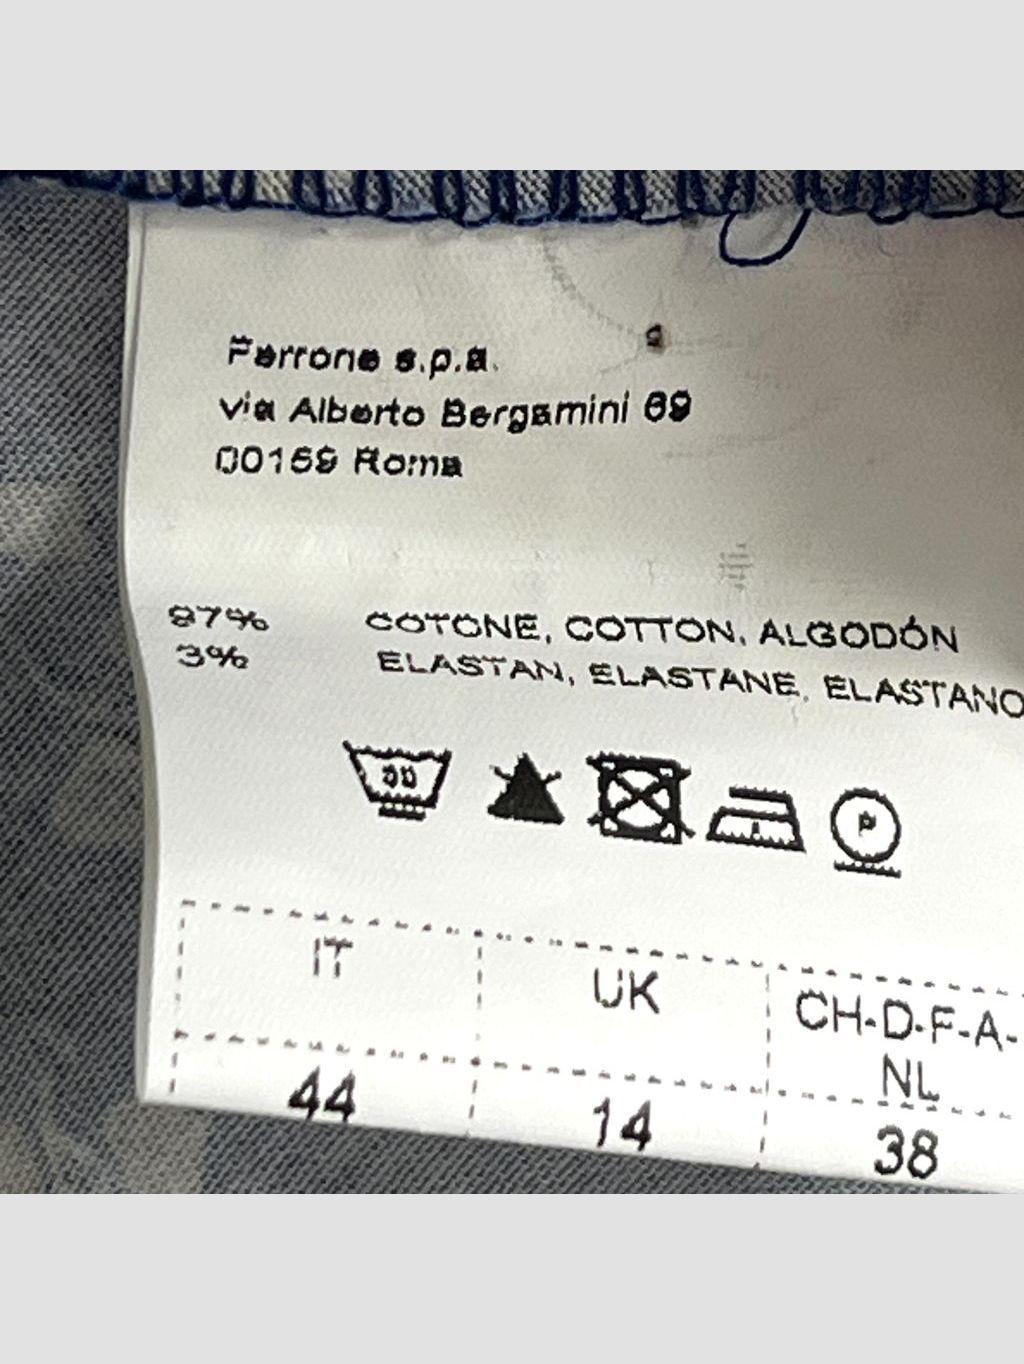 Ferrone s.p.a.
via Alberto Bergamini 69
00159 Roma
97% COTONE, COTTON, ALGODÓN
3% ELASTAN, ELASTANE, ELASTANO
30
P
IT UK CH-D-F-A-
NL
44 14 38